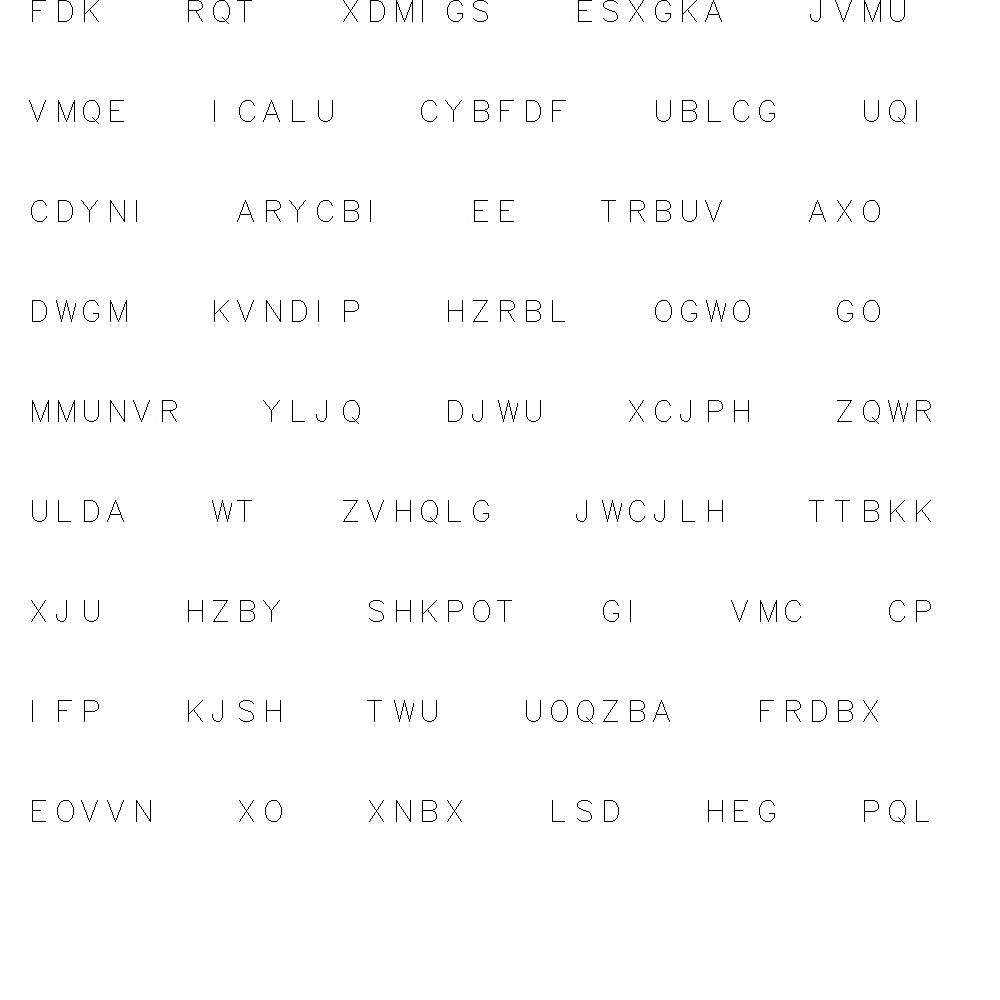 FDK RQT XDMIGS ESXGKA JVMU
VMQE ICALU CYBFDF UBLCG UQI
CDYNI ARYCBI EE TRBUV AXO
DWGM KVNDIP HZRBL OGWO GO
MMUNVR YLJQ DJWU XCJPH ZQWR
ULDA WT ZVHQLG JWCJLH TTBKK
XJU HZBY SHKPOT GI VMC CP
IFP KJSH TWU UOQZBA FRDBX
EOVVN XO XNBX LSD HEG PQL